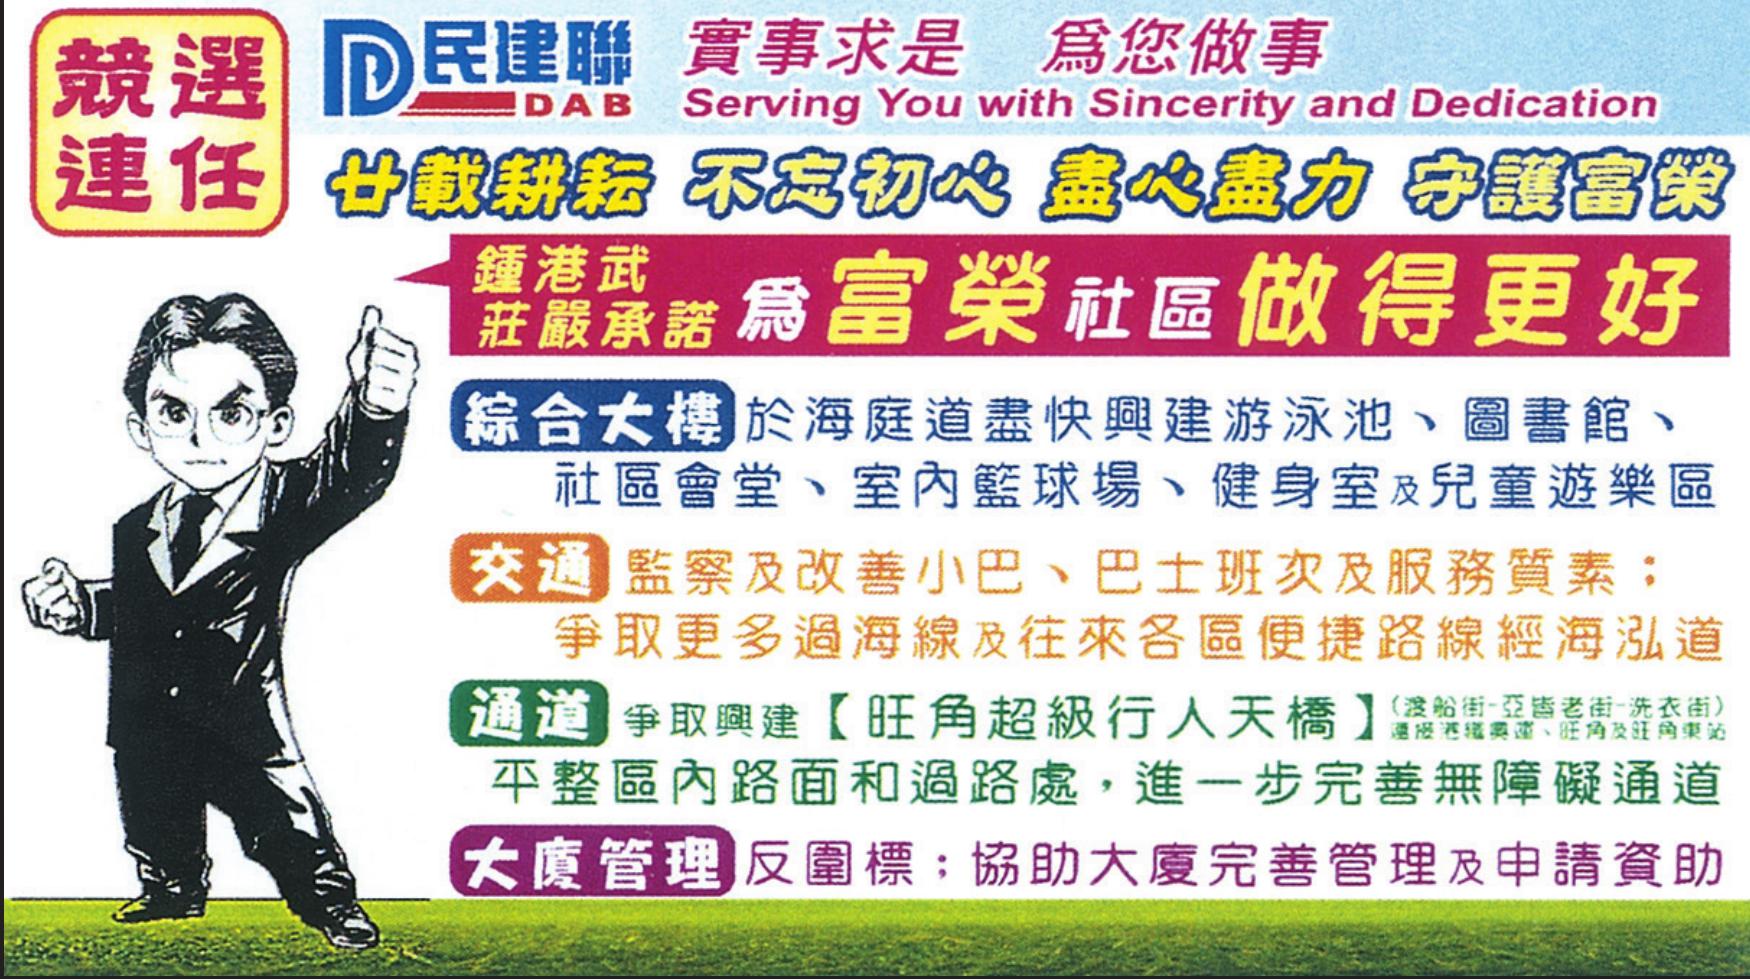 競選
連任
民建聯
DAB
實事求是　為您做事
Serving You with Sincerity and Dedication
廿載耕耘 不忘初心 盡心盡力 守護富榮
鍾港武
莊嚴承諾
為富榮社區做得更好
綜合大樓 於海庭道盡快興建游泳池、圖書館、
社區會堂、室內籃球場、健身室及兒童遊樂區
交通 監察及改善小巴、巴士班次及服務質素；
爭取更多過海線及往來各區便捷路線經海泓道
通道 爭取興建【旺角超級行人天橋】(渡船街-亞皆老街-洗衣街)
連接港鐵奧運、旺角及旺角東站
平整區內路面和過路處，進一步完善無障礙通道
大廈管理 反圍標；協助大廈完善管理及申請資助